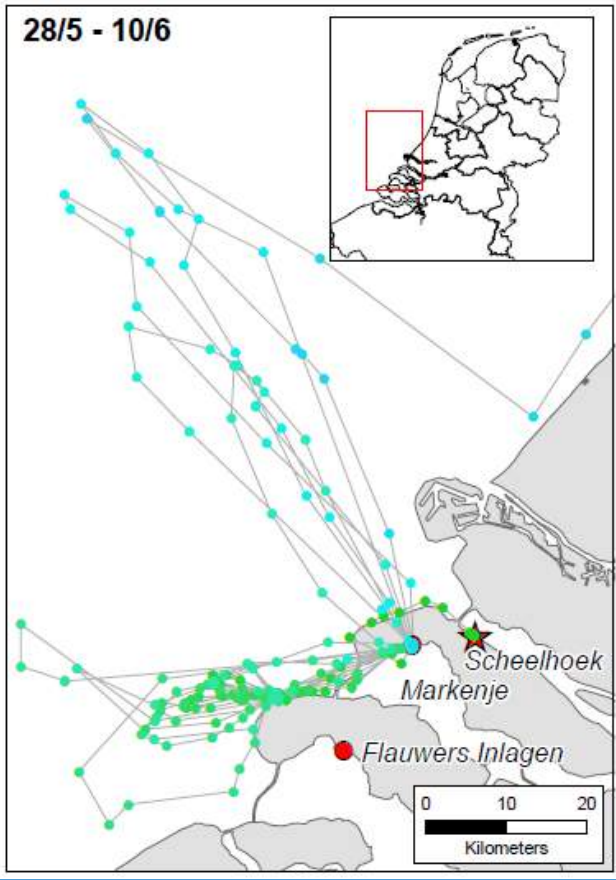 28/5 - 10/6
Scheelhoek
Markenje
Flauwers Inlagen
0 10 20
Kilometers